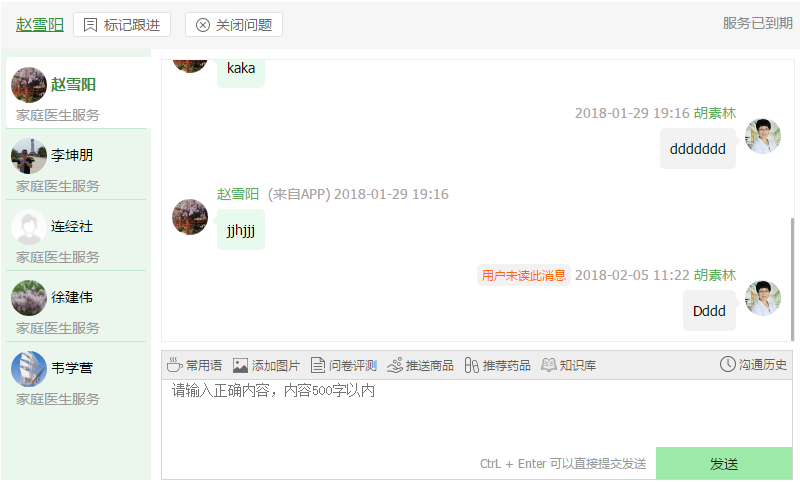 赵雪阳 标记跟进 关闭问题 服务已到期
赵雪阳
家庭医生服务
李坤朋
家庭医生服务
连经社
家庭医生服务
徐建伟
家庭医生服务
韦学营
家庭医生服务
kaka
2018-01-29 19:16 胡素林
ddddddd
赵雪阳 (来自APP) 2018-01-29 19:16
jjhjjj
用户未读此消息 2018-02-05 11:22 胡素林
Dddd
常用语 添加图片 问卷评测 推送商品 推荐药品 知识库 沟通历史
请输入正确内容，内容500字以内
CtrL + Enter 可以直接提交发送 发送